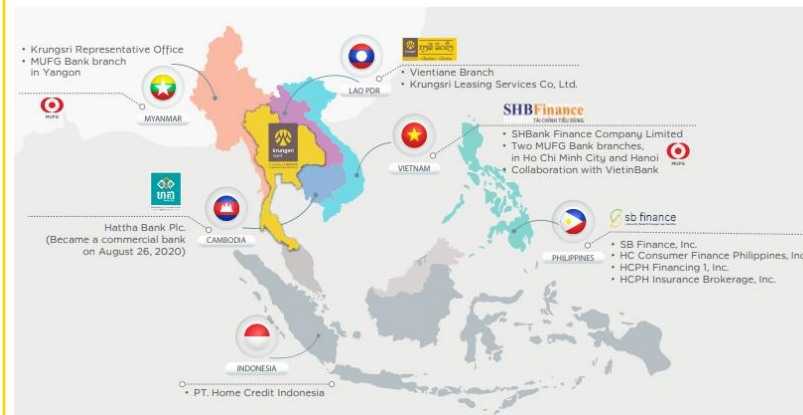 • Krungsri Representative Office
• MUFG Bank branch
in Yangon
MUFG
MYANMAR
LAO PDR
• Vientiane Branch
• Krungsri Leasing Services Co, Ltd.
SHBFinance
TÀI CHÍNH TIÊU DÙNG
• SHBank Finance Company Limited
• Two MUFG Bank branches,
in Ho Chi Minh City and Hanoi
• Collaboration with VietinBank
MUFG
VIETNAM
krungsri
Hattha Bank Plc.
(Became a commercial bank
on August 26, 2020)
CAMBODIA
sb finance
PHILIPPINES
• SB Finance, Inc.
• HC Consumer Finance Philippines, Inc
• HCPH Financing 1, Inc.
• HCPH Insurance Brokerage, Inc.
INDONESIA
• PT. Home Credit Indonesia